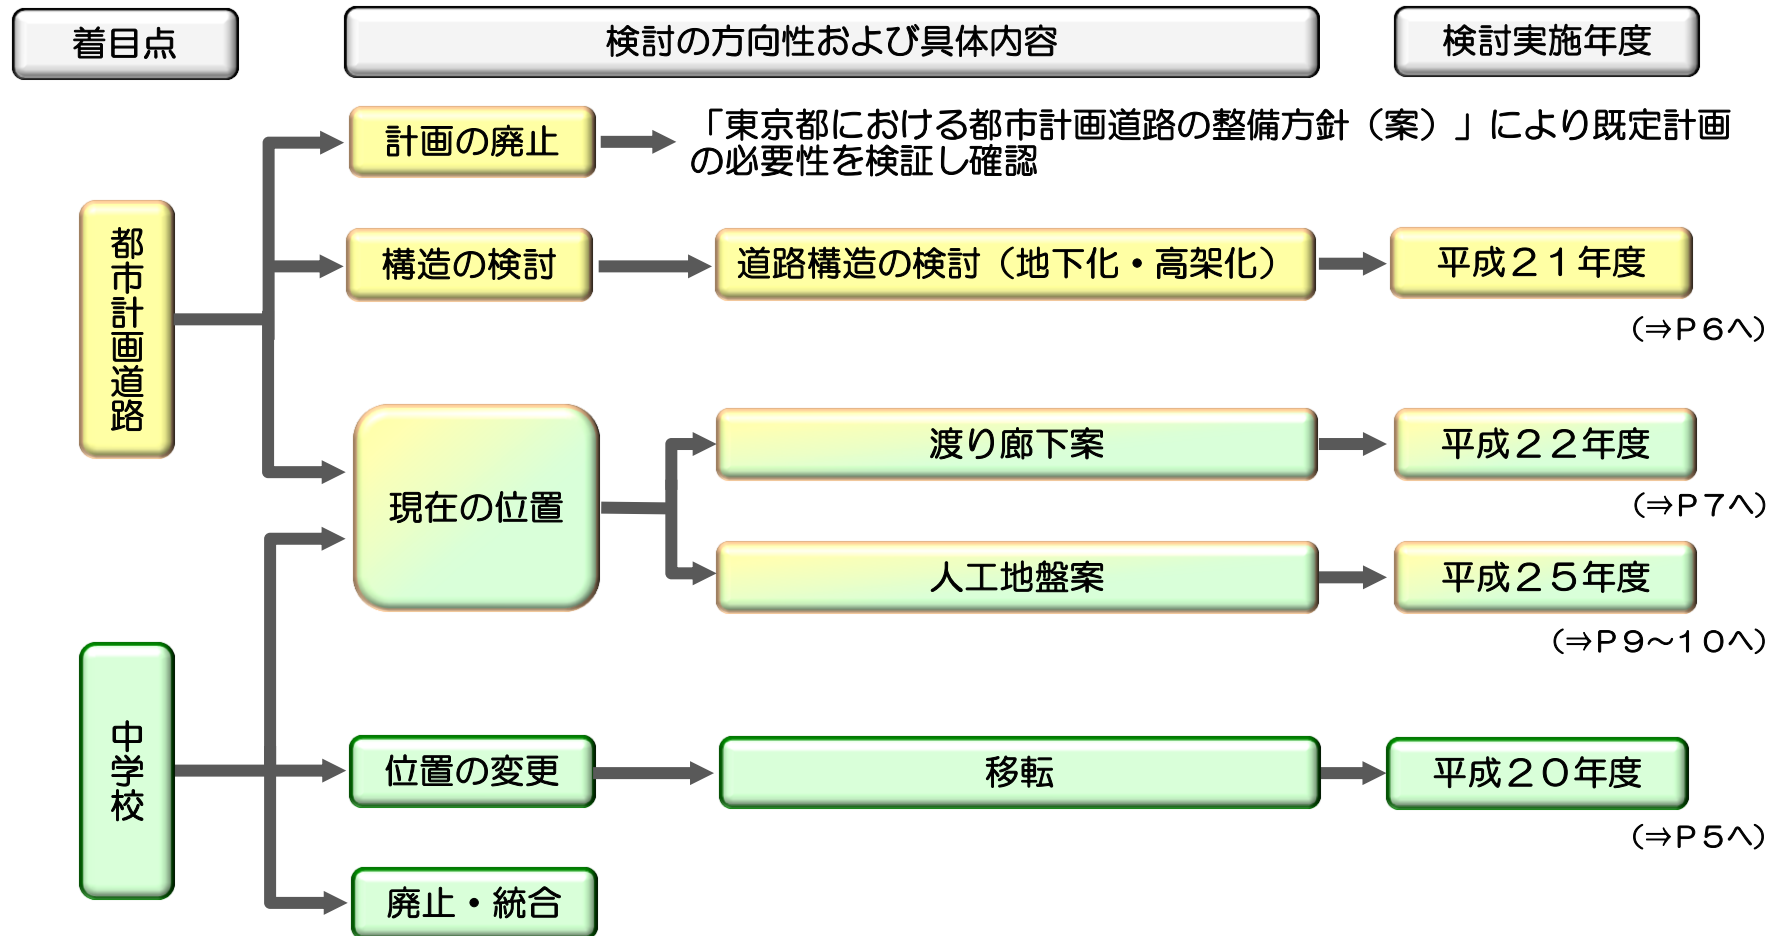 着目点
検討の方向性および具体内容
検討実施年度
都市計画道路
計画の廃止
「東京都における都市計画道路の整備方針（案）」により既定計画
の必要性を検証し確認
構造の検討
道路構造の検討（地下化・高架化）
平成２１年度
（⇒Ｐ６へ）
現在の位置
渡り廊下案
平成２２年度
（⇒Ｐ７へ）
人工地盤案
平成２５年度
（⇒Ｐ９～１０へ）
中学校
位置の変更
移転
平成２０年度
（⇒Ｐ５へ）
廃止・統合